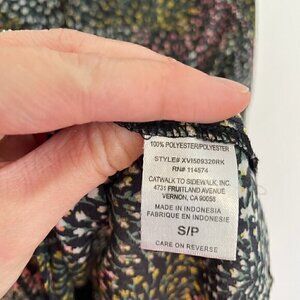 100% POLYESTER/POLYESTER
STYLE# XVI509320RK
RN# 114574
CATWALK TO SIDEWALK, INC.
4731 FRUITLAND AVENUE
VERNON, CA 90058
MADE IN INDONESIA
FABRIQUE EN INDONESIE
S/P
CARE ON REVERSE